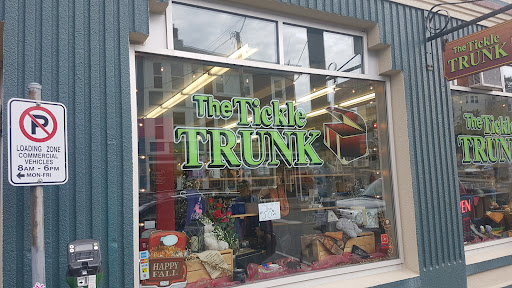 The Tickle
TRUNK
The Tickle
TRUNK
The Tickle
TRUNK
P
LOADING ZONE
COMMERCIAL
VEHICLES
8AM - 6PM
MON-FRI
HAPPY
FALL